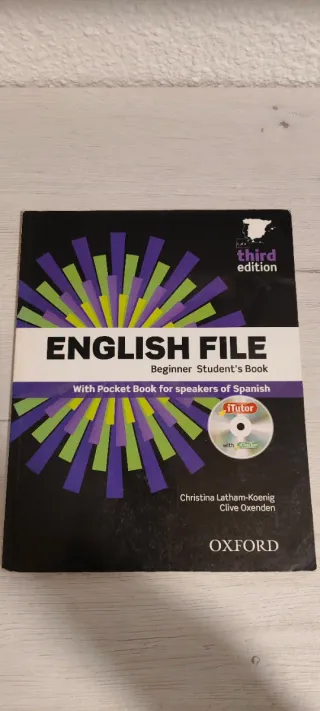 third
edition
ENGLISH FILE
Beginner Student's Book
With Pocket Book for speakers of Spanish
iTutor
with
Christina Latham-Koenig
Clive Oxenden
OXFORD